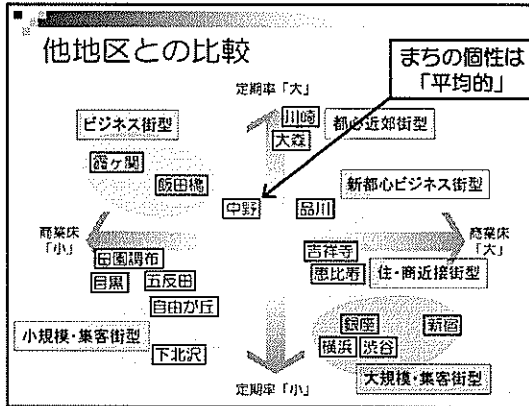 他地区との比較
まちの個性は
「平均的」
定期率「大」
ビジネス街型
川崎
大森
都心近郊街型
霞ヶ関
飯田橋
新都心ビジネス街型
中野
品川
商業床
「小」
商業床
「大」
田園調布
吉祥寺
目黒
五反田
恵比寿
住・商近接街型
自由が丘
小規模・集客街型
銀座
新宿
下北沢
横浜
渋谷
定期率「小」
大規模・集客街型